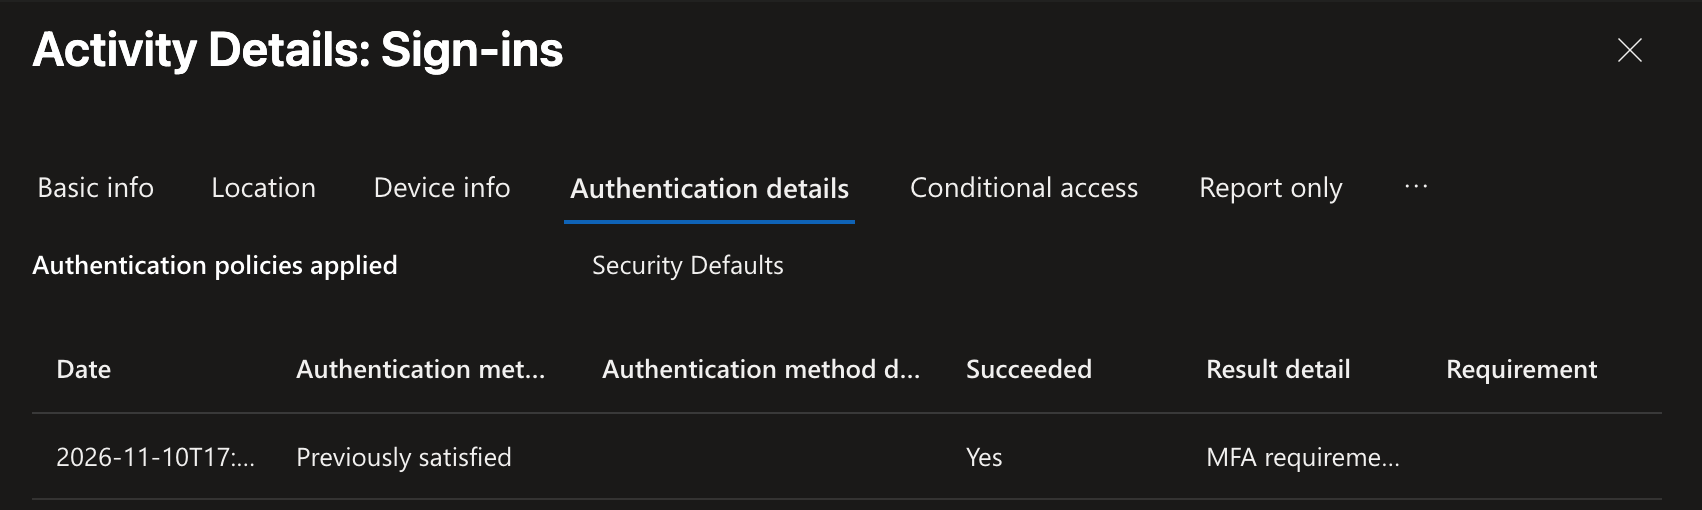 Activity Details: Sign-ins
Basic info Location Device info Authentication details Conditional access Report only ...
Authentication policies applied Security Defaults
Date Authentication met... Authentication method d... Succeeded Result detail Requirement
2026-11-10T17:... Previously satisfied Yes MFA requireme...